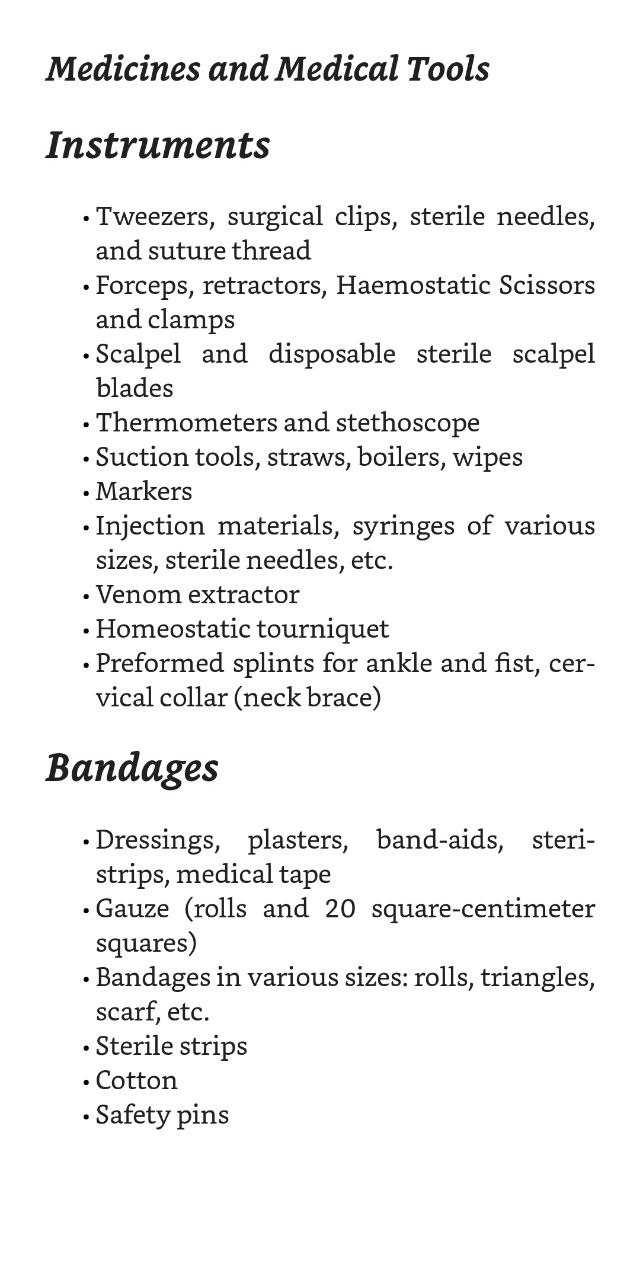 Medicines and Medical Tools
Instruments
• Tweezers, surgical clips, sterile needles,
and suture thread
• Forceps, retractors, Haemostatic Scissors
and clamps
• Scalpel and disposable sterile scalpel
blades
• Thermometers and stethoscope
• Suction tools, straws, boilers, wipes
• Markers
• Injection materials, syringes of various
sizes, sterile needles, etc.
• Venom extractor
• Homeostatic tourniquet
• Preformed splints for ankle and fist, cer-
vical collar (neck brace)
Bandages
• Dressings, plasters, band-aids, steri-
strips, medical tape
• Gauze (rolls and 20 square-centimeter
squares)
• Bandages in various sizes: rolls, triangles,
scarf, etc.
• Sterile strips
• Cotton
• Safety pins